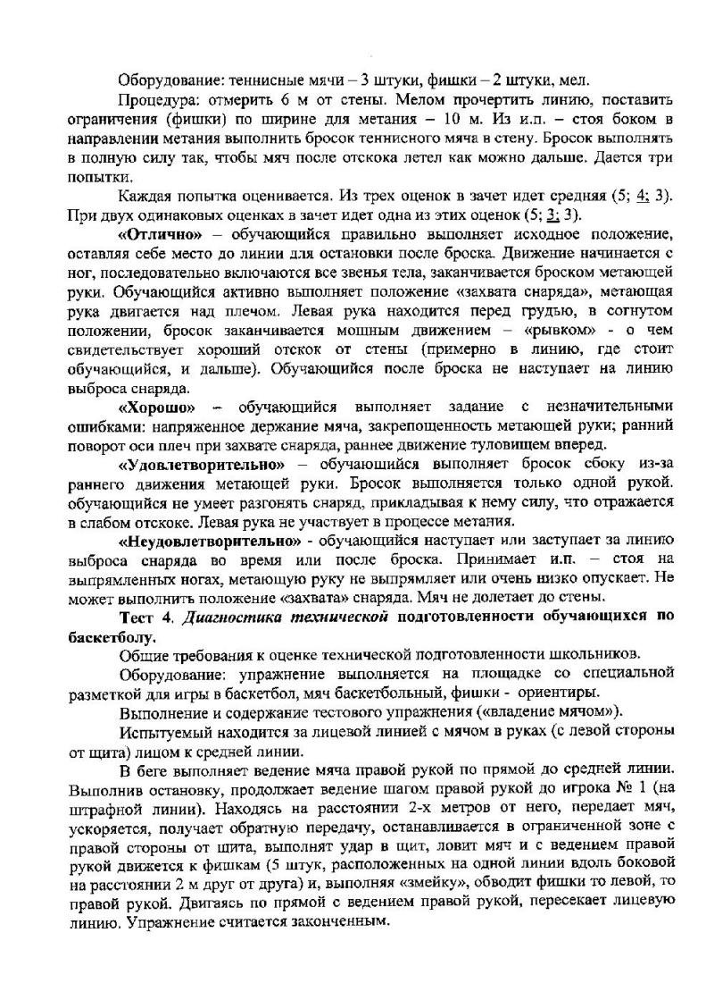 Оборудование: теннисные мячи – 3 штуки, фишки – 2 штуки, мел.
Процедура: отмерить 6 м от стены. Мелом прочертить линию, поставить
ограничения (фишки) по ширине для метания – 10 м. Из и.п. – стоя боком в
направлении метания выполнить бросок теннисного мяча в стену. Бросок выполнять
в полную силу так, чтобы мяч после отскока летел как можно дальше. Дается три
попытки.
Каждая попытка оценивается. Из трех оценок в зачет идет средняя (5; 4; 3).
При двух одинаковых оценках в зачет идет одна из этих оценок (5; 3; 3).
«Отлично» – обучающийся правильно выполняет исходное положение,
оставляя себе место до линии для остановки после броска. Движение начинается с
ног, последовательно включаются все звенья тела, заканчивается броском метающей
руки. Обучающийся активно выполняет положение «захвата снаряда», метающая
рука двигается над плечом. Левая рука находится перед грудью, в согнутом
положении, бросок заканчивается мощным движением – «рывком» - о чем
свидетельствует хороший отскок от стены (примерно в линию, где стоит
обучающийся, и дальше). Обучающийся после броска не наступает на линию
выброса снаряда.
«Хорошо» – обучающийся выполняет задание с незначительными
ошибками: напряженное держание мяча, закрепощенность метающей руки; ранний
поворот оси плеч при захвате снаряда, раннее движение туловищем вперед.
«Удовлетворительно» – обучающийся выполняет бросок сбоку из-за
раннего движения метающей руки. Бросок выполняется только одной рукой.
обучающийся не умеет разгонять снаряд, прикладывая к нему силу, что отражается
в слабом отскоке. Левая рука не участвует в процессе метания.
«Неудовлетворительно» - обучающийся наступает или заступает за линию
выброса снаряда во время или после броска. Принимает и.п. – стоя на
выпрямленных ногах, метающую руку не выпрямляет или очень низко опускает. Не
может выполнить положение «захвата» снаряда. Мяч не долетает до стены.
Тест 4. Диагностика технической подготовленности обучающихся по
баскетболу.
Общие требования к оценке технической подготовленности школьников.
Оборудование: упражнение выполняется на площадке со специальной
разметкой для игры в баскетбол, мяч баскетбольный, фишки - ориентиры.
Выполнение и содержание тестового упражнения («владение мячом»).
Испытуемый находится за лицевой линией с мячом в руках (с левой стороны
от щита) лицом к средней линии.
В беге выполняет ведение мяча правой рукой по прямой до средней линии.
Выполнив остановку, продолжает ведение шагом правой рукой до игрока № 1 (на
штрафной линии). Находясь на расстоянии 2-х метров от него, передает мяч,
ускоряется, получает обратную передачу, останавливается в ограниченной зоне с
правой стороны от щита, выполнят удар в щит, ловит мяч и с ведением правой
рукой движется к фишкам (5 штук, расположенных на одной линии вдоль боковой
на расстоянии 2 м друг от друга) и, выполняя «змейку», обводит фишки то левой, то
правой рукой. Двигаясь по прямой с ведением правой рукой, пересекает лицевую
линию. Упражнение считается законченным.